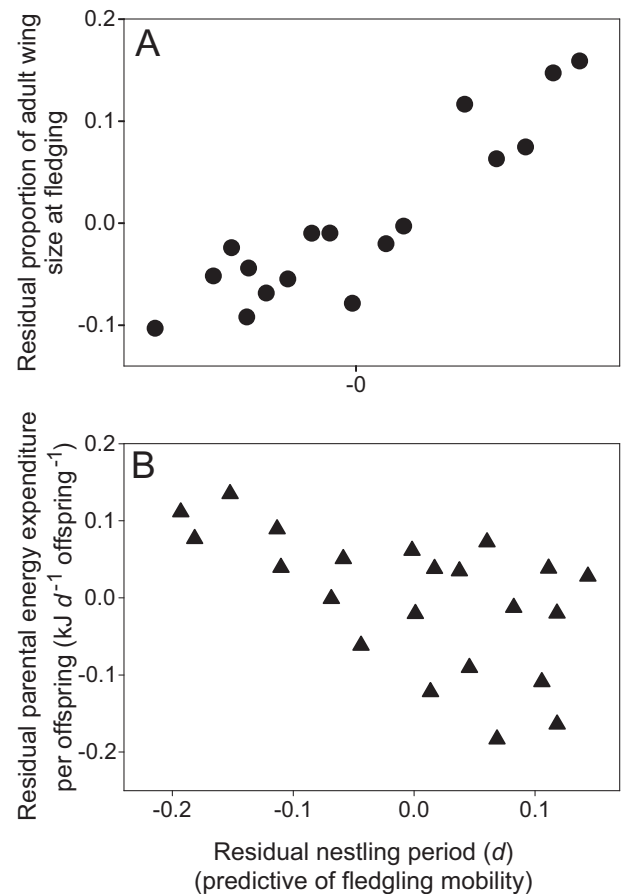 A
Residual proportion of adult wing
size at fledging
0.2
0.1
0.0
-0.1
-0
B
Residual parental energy expenditure
per offspring (kJ d⁻¹ offspring⁻¹)
0.2
0.1
0.0
-0.1
-0.2
-0.2 -0.1 0.0 0.1
Residual nestling period (d)
(predictive of fledgling mobility)